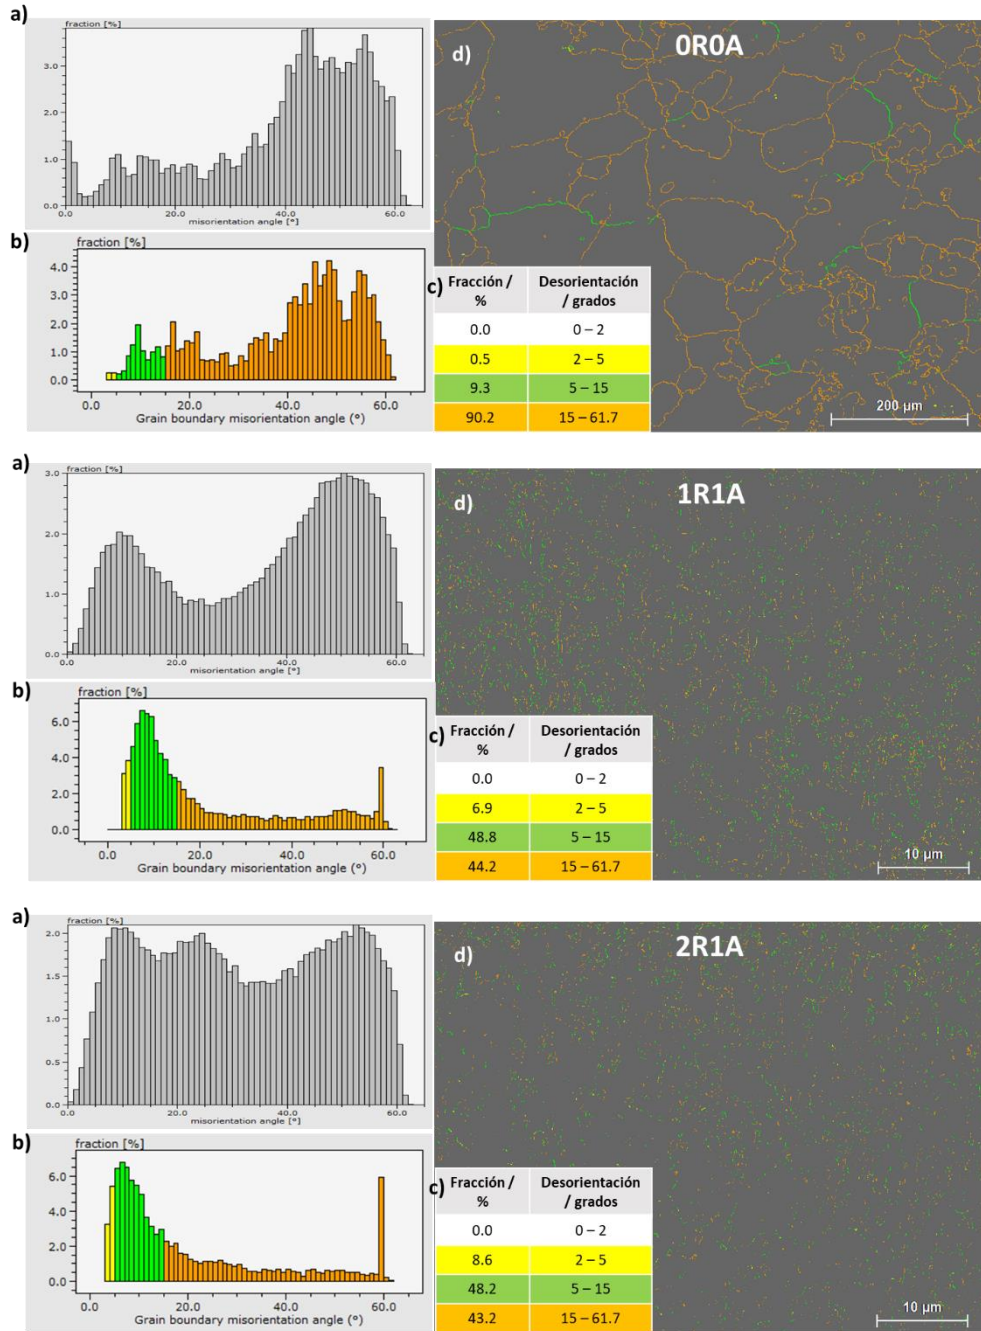 a)
fraction [%]
3.0
2.0
1.0
0.0
0.0 20.0 40.0 60.0
misorientation angle [°]
d)
0R0A
200 µm
b)
fraction [%]
4.0
3.0
2.0
1.0
0.0
0.0 20.0 40.0 60.0
Grain boundary misorientation angle (°)
c)
Fracción / % Desorientación / grados
0.0 0 – 2
0.5 2 – 5
9.3 5 – 15
90.2 15 – 61.7
a)
fraction [%]
3.0
2.0
1.0
0.0
0.0 20.0 40.0 60.0
misorientation angle [°]
d)
1R1A
10 µm
b)
fraction [%]
6.0
4.0
2.0
0.0
0.0 20.0 40.0 60.0
Grain boundary misorientation angle (°)
c)
Fracción / % Desorientación / grados
0.0 0 – 2
6.9 2 – 5
48.8 5 – 15
44.2 15 – 61.7
a)
fraction [%]
2.0
1.5
1.0
0.5
0.0
0.0 20.0 40.0 60.0
misorientation angle [°]
d)
2R1A
10 µm
b)
fraction [%]
6.0
4.0
2.0
0.0
0.0 20.0 40.0 60.0
Grain boundary misorientation angle (°)
c)
Fracción / % Desorientación / grados
0.0 0 – 2
8.6 2 – 5
48.2 5 – 15
43.2 15 – 61.7